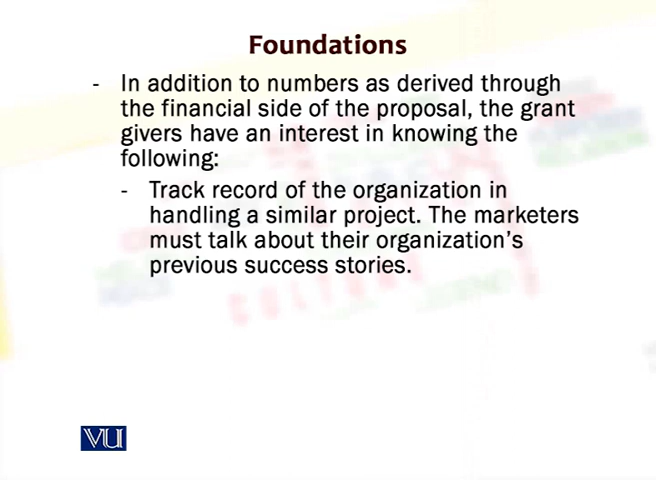 Foundations
- In addition to numbers as derived through
the financial side of the proposal, the grant
givers have an interest in knowing the
following:
- Track record of the organization in
handling a similar project. The marketers
must talk about their organization's
previous success stories.
VU